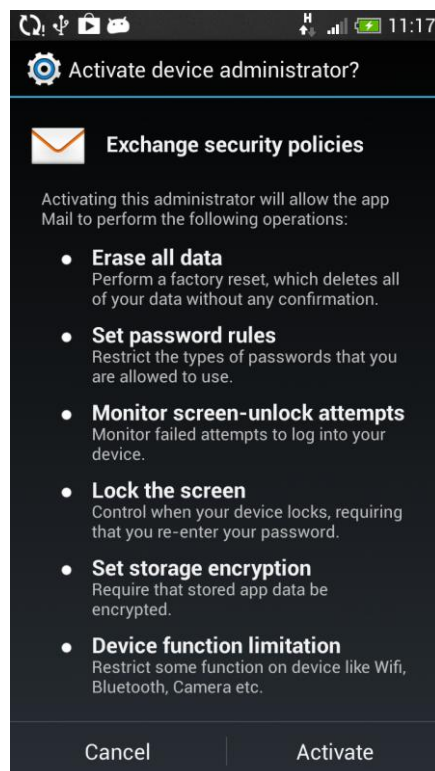 H
11:17
Activate device administrator?
Exchange security policies
Activating this administrator will allow the app
Mail to perform the following operations:
● Erase all data
Perform a factory reset, which deletes all
of your data without any confirmation.
● Set password rules
Restrict the types of passwords that you
are allowed to use.
● Monitor screen-unlock attempts
Monitor failed attempts to log into your
device.
● Lock the screen
Control when your device locks, requiring
that you re-enter your password.
● Set storage encryption
Require that stored app data be
encrypted.
● Device function limitation
Restrict some function on device like Wifi,
Bluetooth, Camera etc.
Cancel
Activate